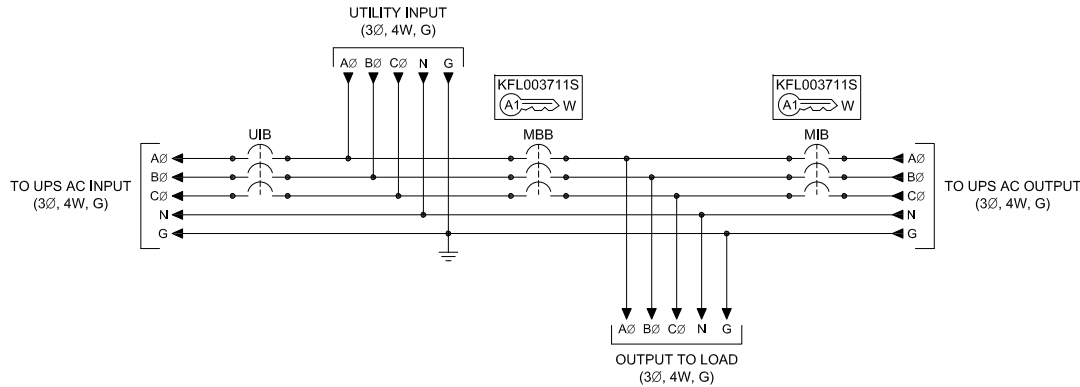 UTILITY INPUT
(3Ø, 4W, G)
AØ BØ CØ N G
KFL003711S
A1 W
KFL003711S
A1 W
UIB
MBB
MIB
TO UPS AC INPUT
(3Ø, 4W, G)
AØ
BØ
CØ
N
G
AØ
BØ
CØ
N
G
TO UPS AC OUTPUT
(3Ø, 4W, G)
AØ BØ CØ N G
OUTPUT TO LOAD
(3Ø, 4W, G)